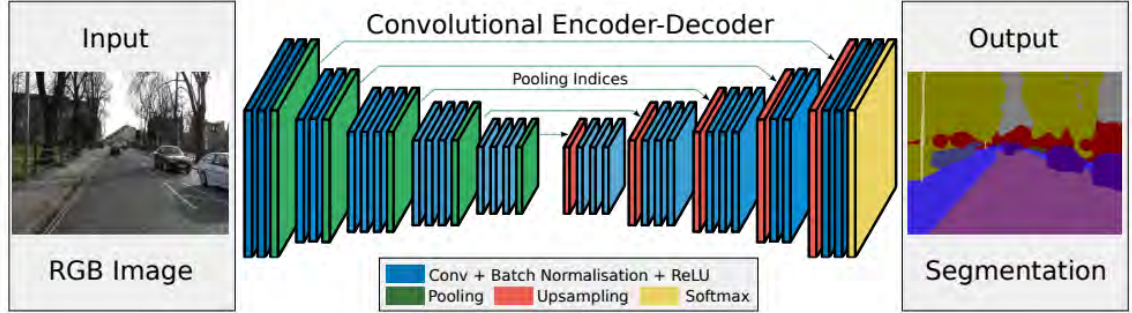 Input
RGB Image
Convolutional Encoder-Decoder
Pooling Indices
Conv + Batch Normalisation + ReLU
Pooling Upsampling Softmax
Output
Segmentation